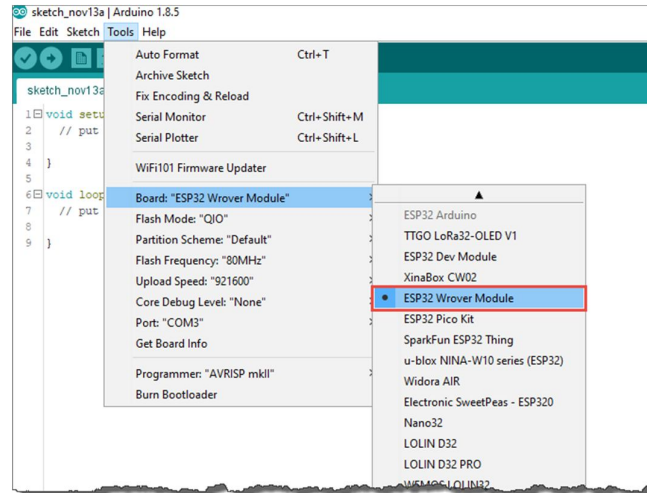 sketch_nov13a | Arduino 1.8.5
File Edit Sketch Tools Help
sketch_nov13a
1 void setu
2 // put
3
4 }
5
6 void loop
7 // put
8
9 }
Auto Format Ctrl+T
Archive Sketch
Fix Encoding & Reload
Serial Monitor Ctrl+Shift+M
Serial Plotter Ctrl+Shift+L
WiFi101 Firmware Updater
Board: "ESP32 Wrover Module"
Flash Mode: "QIO"
Partition Scheme: "Default"
Flash Frequency: "80MHz"
Upload Speed: "921600"
Core Debug Level: "None"
Port: "COM3"
Get Board Info
Programmer: "AVRISP mkII"
Burn Bootloader
ESP32 Arduino
TTGO LoRa32-OLED V1
ESP32 Dev Module
XinaBox CW02
ESP32 Wrover Module
ESP32 Pico Kit
SparkFun ESP32 Thing
u-blox NINA-W10 series (ESP32)
Widora AIR
Electronic SweetPeas - ESP320
Nano32
LOLIN D32
LOLIN D32 PRO
WEMOS LOLIN32